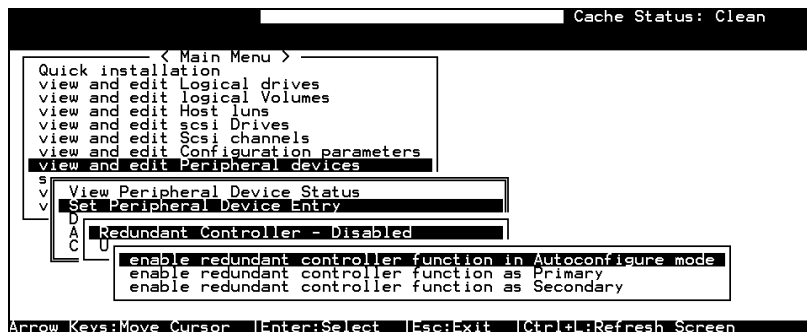 Cache Status: Clean
< Main Menu >
Quick installation
view and edit Logical drives
view and edit logical Volumes
view and edit Host luns
view and edit scsi Drives
view and edit Scsi channels
view and edit Configuration parameters
view and edit Peripheral devices
s
v View Peripheral Device Status
v Set Peripheral Device Entry
D
A Redundant Controller - Disabled
C U
enable redundant controller function in Autoconfigure mode
enable redundant controller function as Primary
enable redundant controller function as Secondary
Arrow Keys:Move Cursor |Enter:Select |Esc:Exit |Ctrl+L:Refresh Screen